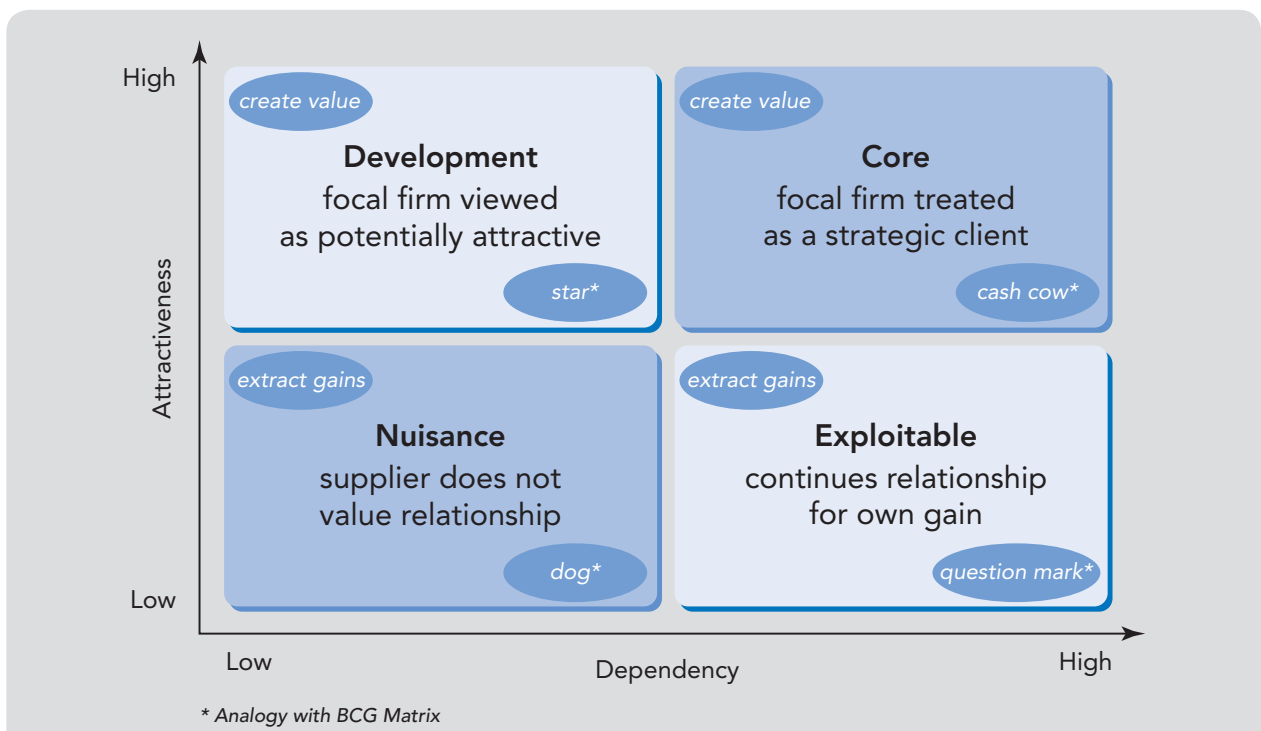 High
create value
Development
focal firm viewed
as potentially attractive
star*
create value
Core
focal firm treated
as a strategic client
cash cow*
Attractiveness
extract gains
Nuisance
supplier does not
value relationship
dog*
extract gains
Exploitable
continues relationship
for own gain
question mark*
Low
Low
Dependency
High
* Analogy with BCG Matrix